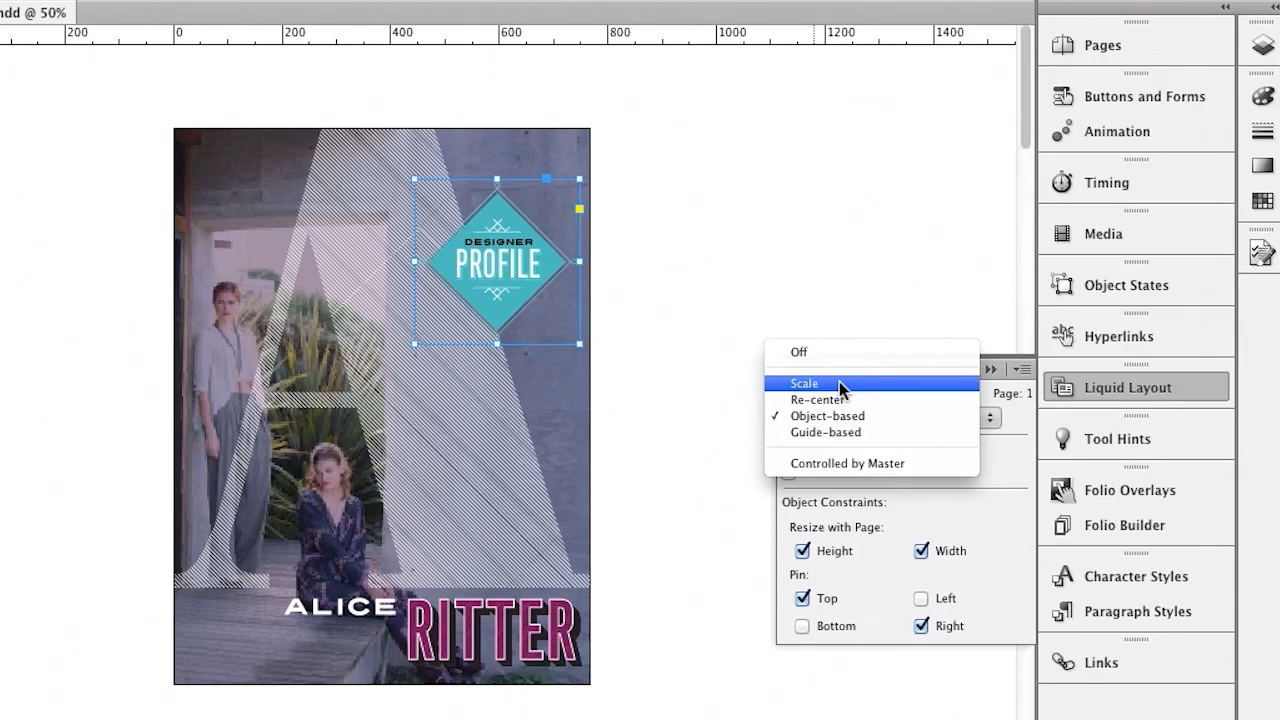 ndd @ 50%
200
0
200
400
600
800
1000
1200
1400
DESIGNER
PROFILE
ALICE RITTER
Off
Scale
Re-center
Object-based
Guide-based
Controlled by Master
Page: 1
Object Constraints:
Resize with Page:
Height
Width
Pin:
Top
Left
Bottom
Right
Pages
Buttons and Forms
Animation
Timing
Media
Object States
abc
Hyperlinks
Liquid Layout
Tool Hints
Folio Overlays
Folio Builder
Character Styles
Paragraph Styles
Links